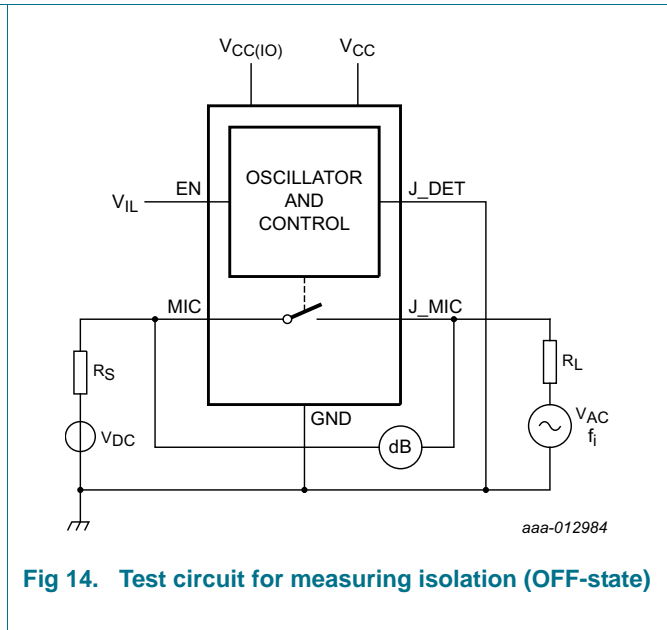 VCC(IO)
VCC
OSCILLATOR
AND
CONTROL
EN
J_DET
VIL
MIC
J_MIC
RS
RL
VDC
GND
dB
VAC
fi
aaa-012984
Fig 14. Test circuit for measuring isolation (OFF-state)